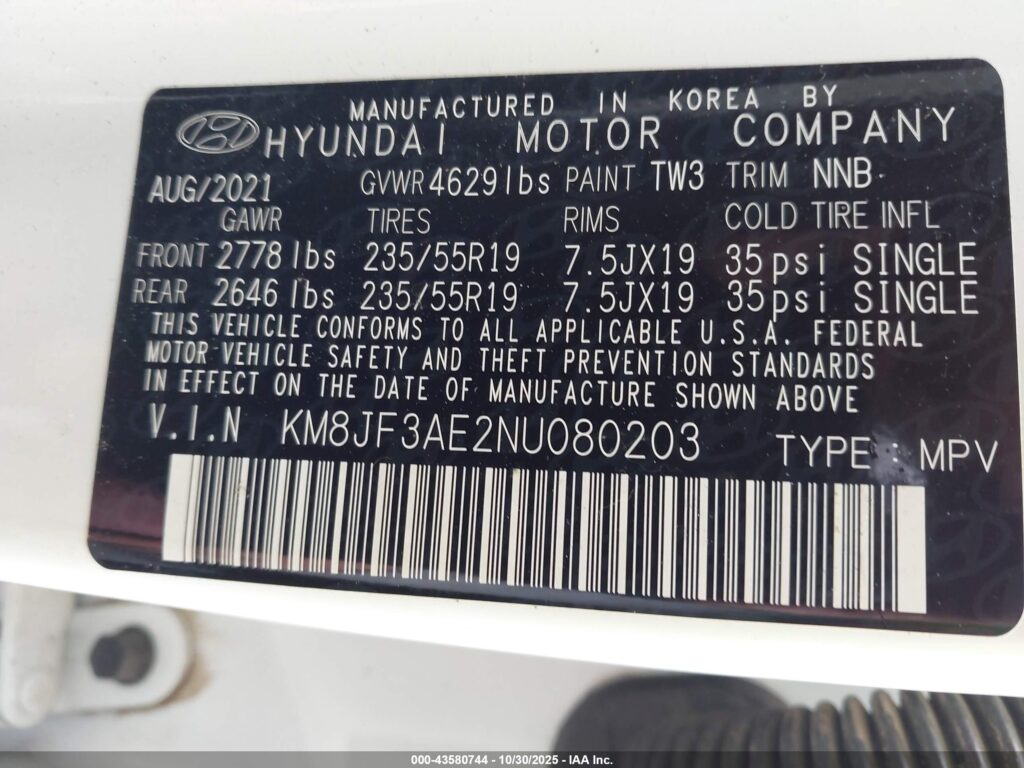 MANUFACTURED IN KOREA BY
HYUNDAI MOTOR COMPANY
AUG/2021 GVWR 4629lbs PAINT TW3 TRIM NNB
GAWR TIRES RIMS COLD TIRE INFL
FRONT 2778lbs 235/55R19 7.5JX19 35psi SINGLE
REAR 2646lbs 235/55R19 7.5JX19 35psi SINGLE
THIS VEHICLE CONFORMS TO ALL APPLICABLE U.S.A. FEDERAL
MOTOR VEHICLE SAFETY AND THEFT PREVENTION STANDARDS
IN EFFECT ON THE DATE OF MANUFACTURE SHOWN ABOVE
V.I.N KM8JF3AE2NU080203 TYPE : MPV
000-43580744 - 10/30/2025 - IAA Inc.